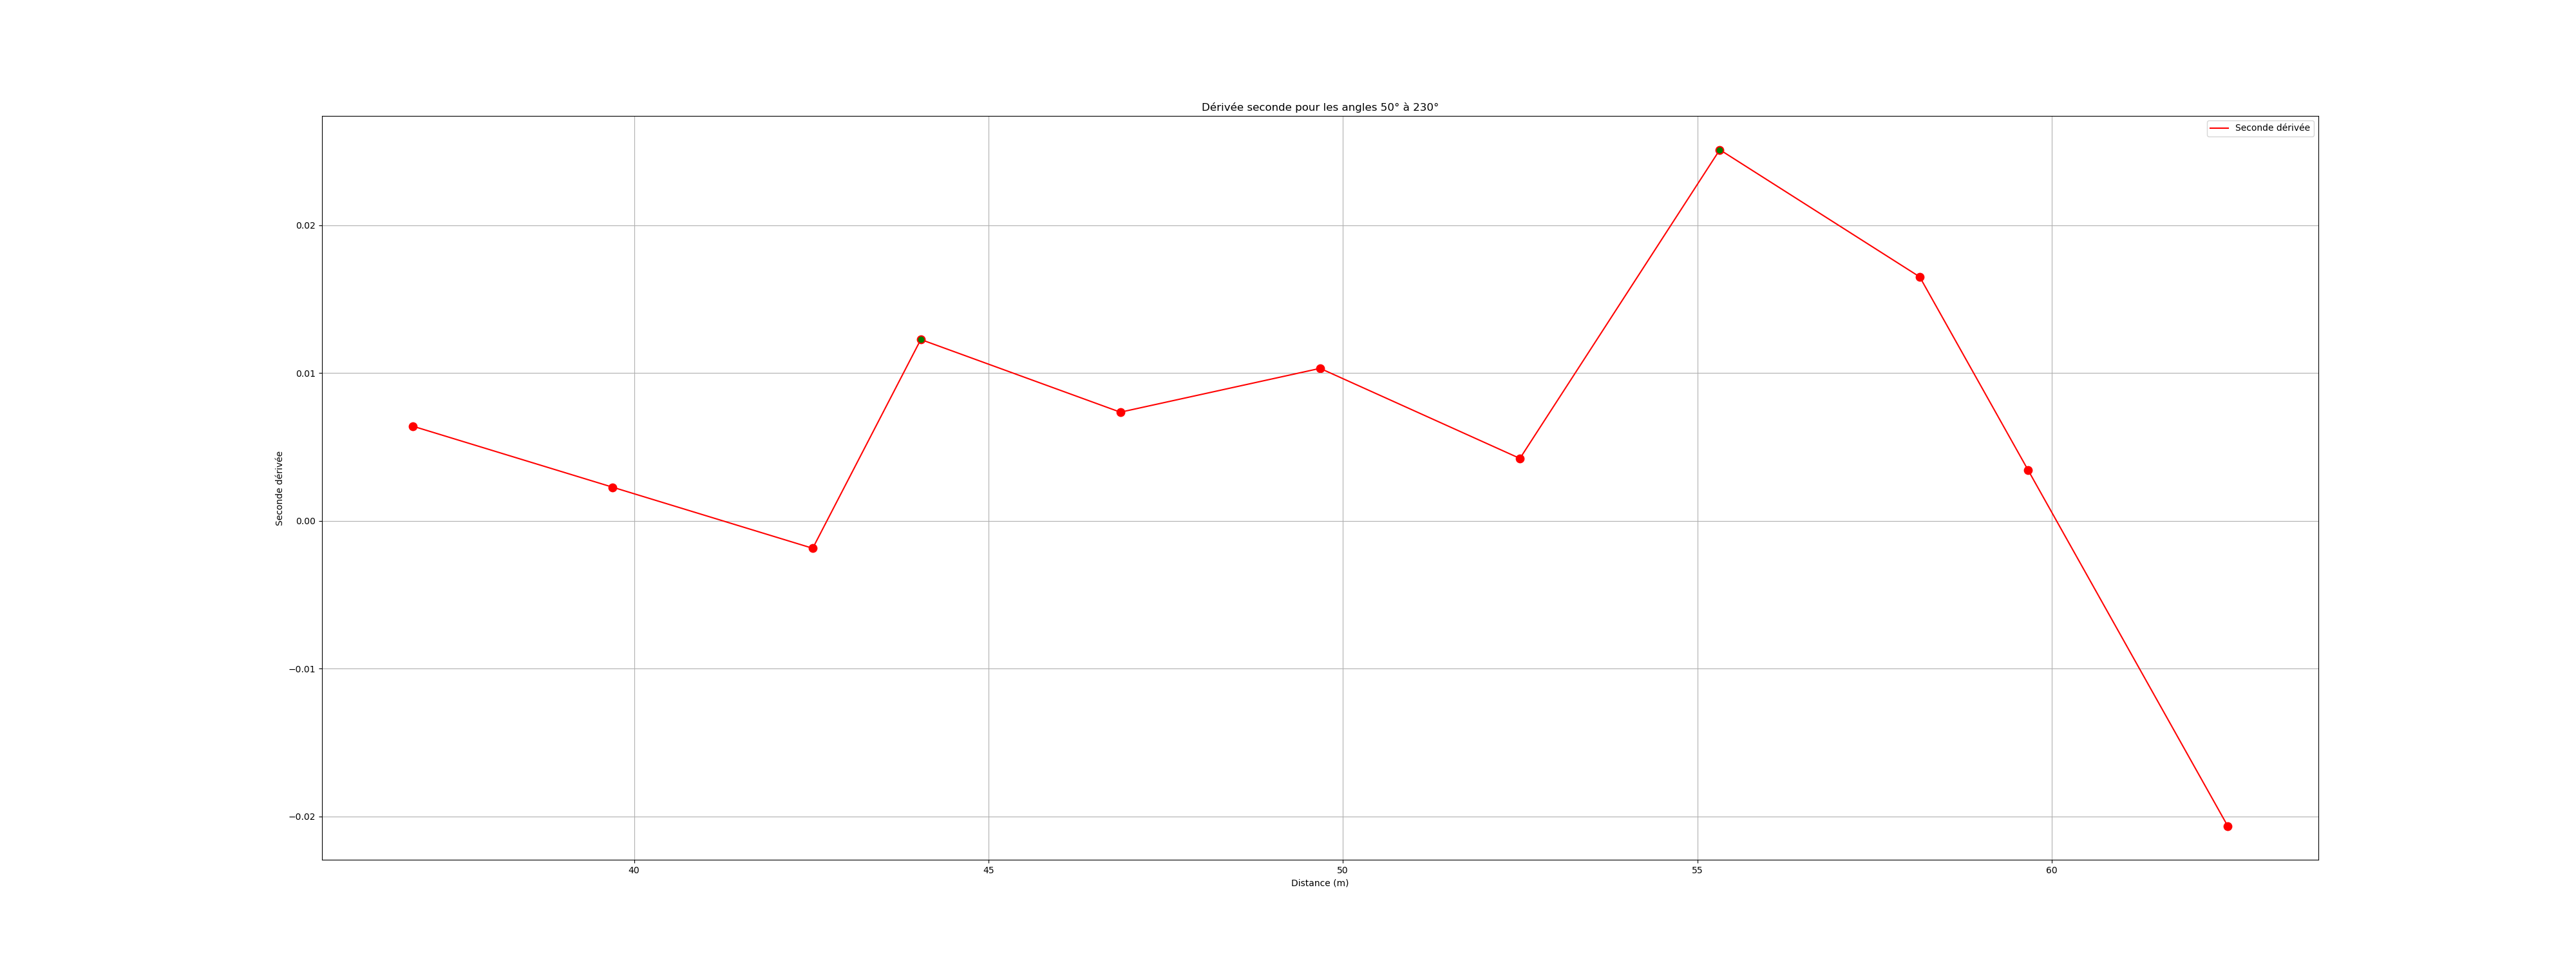 Dérivée seconde pour les angles 50° à 230°
Seconde dérivée
0.02
0.01
0.00
−0.01
−0.02
Seconde dérivée
40
45
50
55
60
Distance (m)